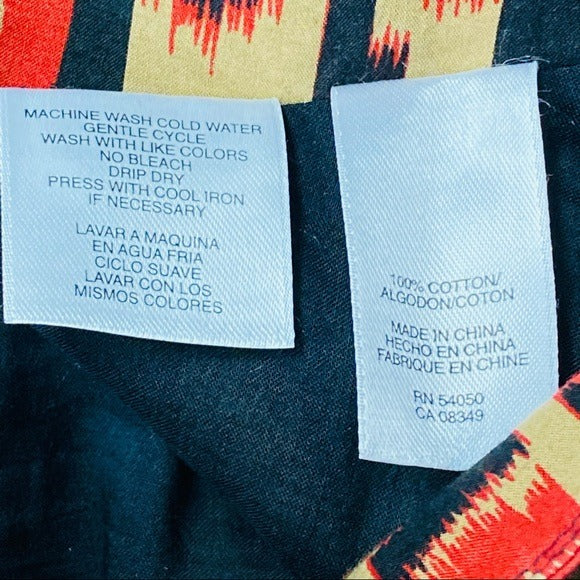 MACHINE WASH COLD WATER
GENTLE CYCLE
WASH WITH LIKE COLORS
NO BLEACH
DRIP DRY
PRESS WITH COOL IRON
IF NECESSARY
LAVAR A MAQUINA
EN AGUA FRIA
CICLO SUAVE
LAVAR CON LOS
MISMOS COLORES
100% COTTON/
ALGODON/COTON
MADE IN CHINA
HECHO EN CHINA
FABRIQUE EN CHINE
RN 54050
CA 08349